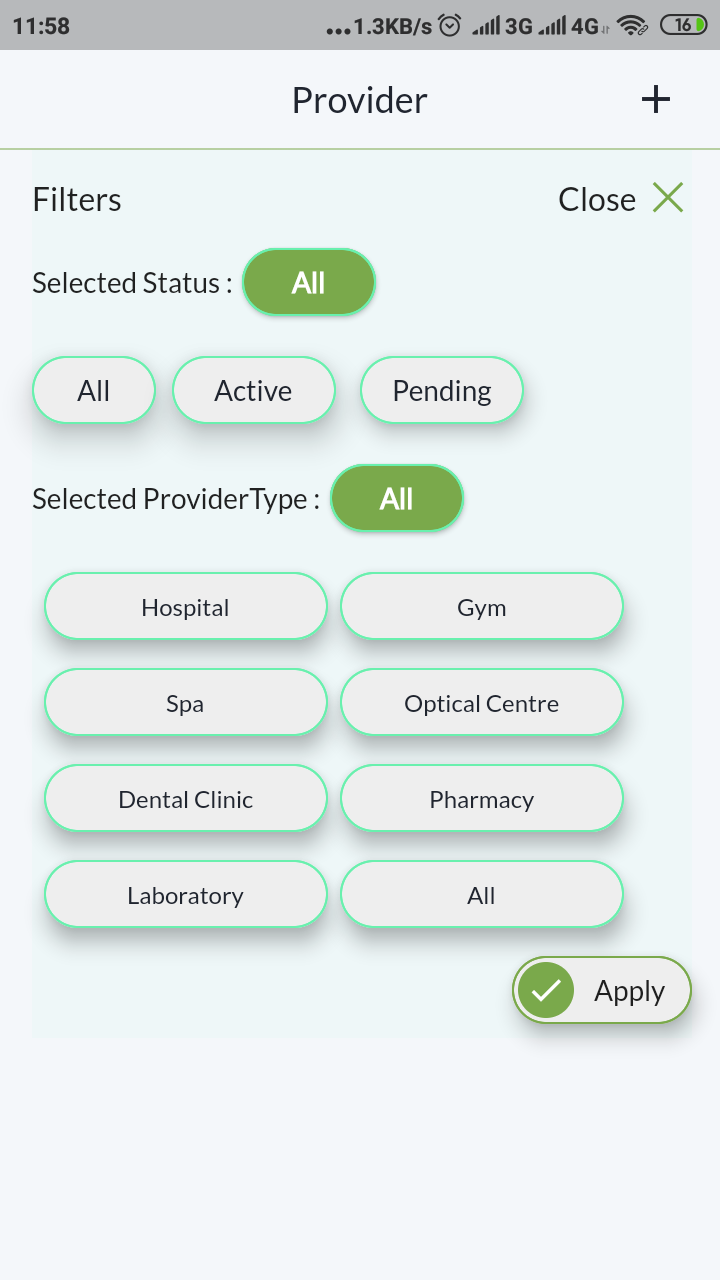 11:58 ...1.3KB/s 3G 4G 16
Provider +
Filters Close
Selected Status : All
All Active Pending
Selected ProviderType : All
Hospital Gym
Spa Optical Centre
Dental Clinic Pharmacy
Laboratory All
Apply